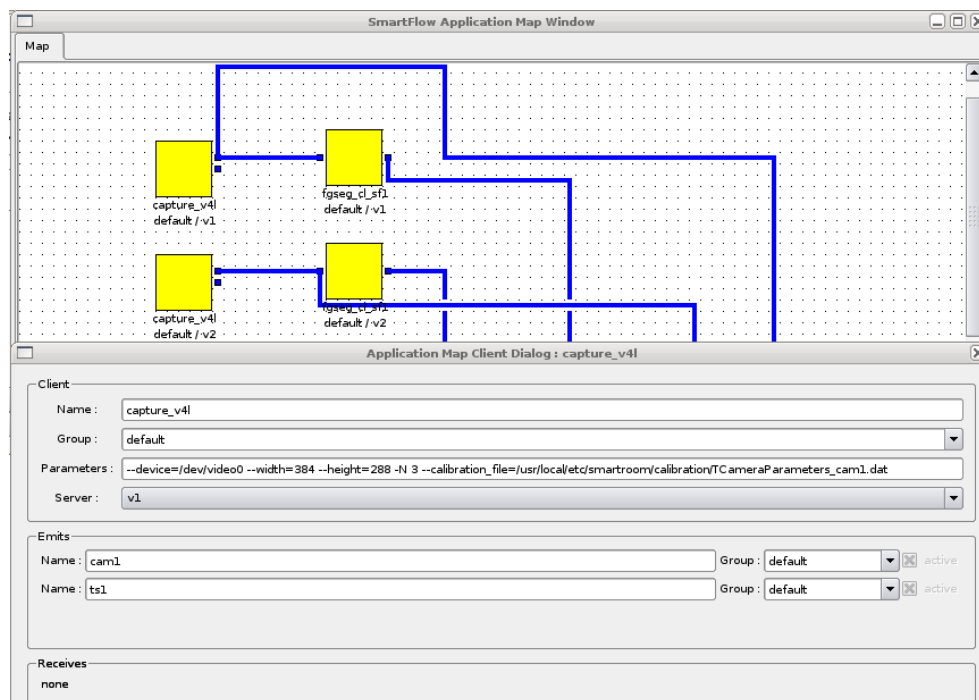 SmartFlow Application Map Window
Map
capture_v4l
default / v1
fgseg_cl_sf1
default / v1
capture_v4l
default / v2
fgseg_cl_sf1
default / v2
Application Map Client Dialog : capture_v4l
Client
Name : capture_v4l
Group : default
Parameters : --device=/dev/video0 --width=384 --height=288 -N 3 --calibration_file=/usr/local/etc/smartroom/calibration/TCameraParameters_cam1.dat
Server : v1
Emits
Name : cam1 Group : default active
Name : ts1 Group : default active
Receives
none